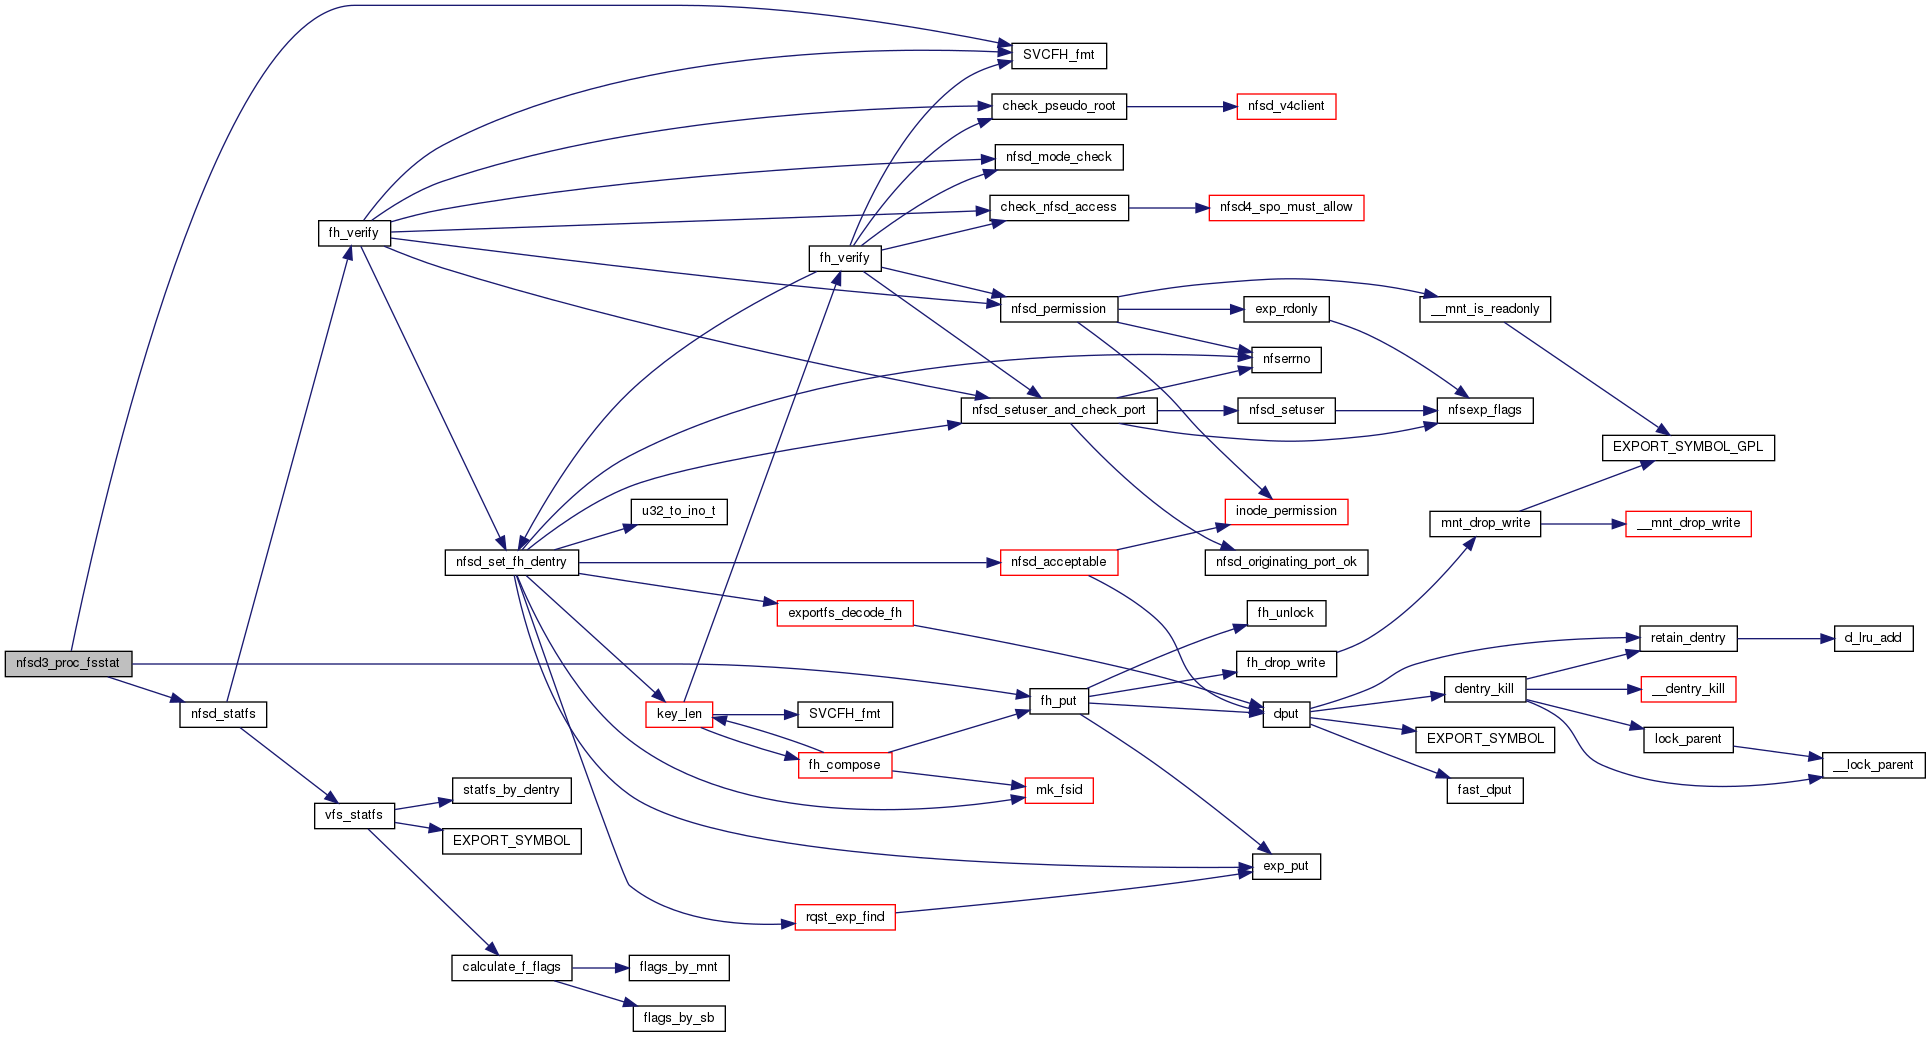 SVCFH_fmt
check_pseudo_root
nfsd_v4client
nfsd_mode_check
check_nfsd_access
nfsd4_spo_must_allow
fh_verify
fh_verify
nfsd_permission
exp_rdonly
__mnt_is_readonly
nfserrno
nfsd_setuser_and_check_port
nfsd_setuser
nfsexp_flags
EXPORT_SYMBOL_GPL
u32_to_ino_t
inode_permission
mnt_drop_write
__mnt_drop_write
nfsd_set_fh_dentry
nfsd_acceptable
nfsd_originating_port_ok
exportfs_decode_fh
fh_unlock
retain_dentry
d_lru_add
nfsd3_proc_fsstat
fh_drop_write
dentry_kill
__dentry_kill
nfsd_statfs
key_len
SVCFH_fmt
fh_put
dput
EXPORT_SYMBOL
lock_parent
__lock_parent
fh_compose
mk_fsid
fast_dput
statfs_by_dentry
vfs_statfs
EXPORT_SYMBOL
exp_put
rqst_exp_find
calculate_f_flags
flags_by_mnt
flags_by_sb